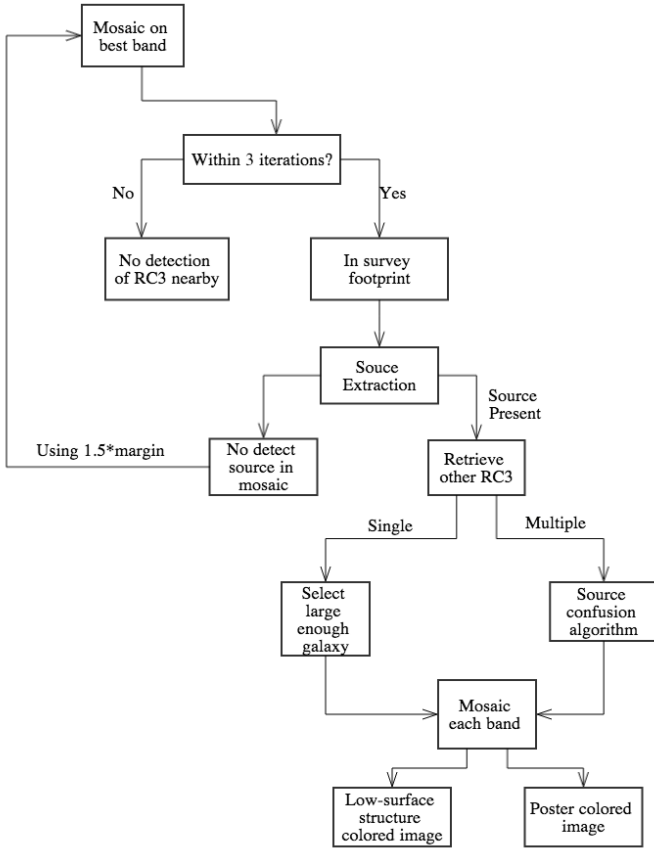 Mosaic on
best band
Within 3 iterations?
No
Yes
No detection
of RC3 nearby
In survey
footprint
Souce
Extraction
Source
Present
Using 1.5*margin
No detect
source in
mosaic
Retrieve
other RC3
Single
Multiple
Select
large
enough
galaxy
Source
confusion
algorithm
Mosaic
each band
Low-surface
structure
colored image
Poster colored
image